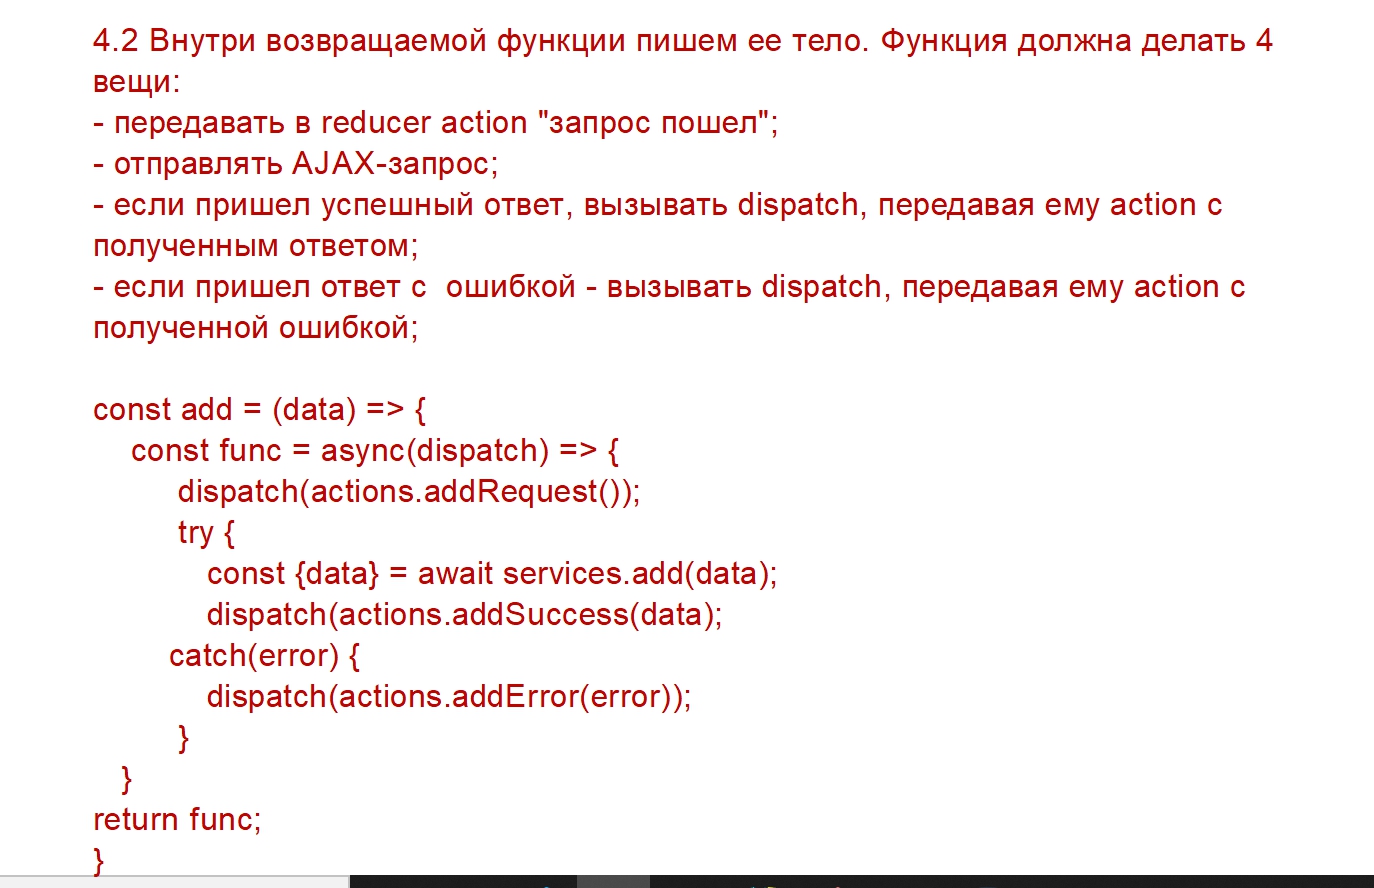 4.2 Внутри возвращаемой функции пишем ее тело. Функция должна делать 4
вещи:
- передавать в reducer action "запрос пошел";
- отправлять AJAX-запрос;
- если пришел успешный ответ, вызывать dispatch, передавая ему action с
полученным ответом;
- если пришел ответ с  ошибкой - вызывать dispatch, передавая ему action с
полученной ошибкой;
const add = (data) => {
const func = async(dispatch) => {
dispatch(actions.addRequest());
try {
const {data} = await services.add(data);
dispatch(actions.addSuccess(data);
catch(error) {
dispatch(actions.addError(error));
}
}
return func;
}